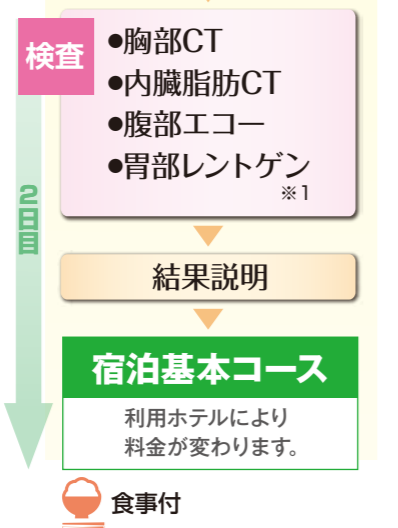 検査
●胸部CT
●内臓脂肪CT
●腹部エコー
●胃部レントゲン
※1
2日目
結果説明
宿泊基本コース
利用ホテルにより
料金が変わります。
食事付